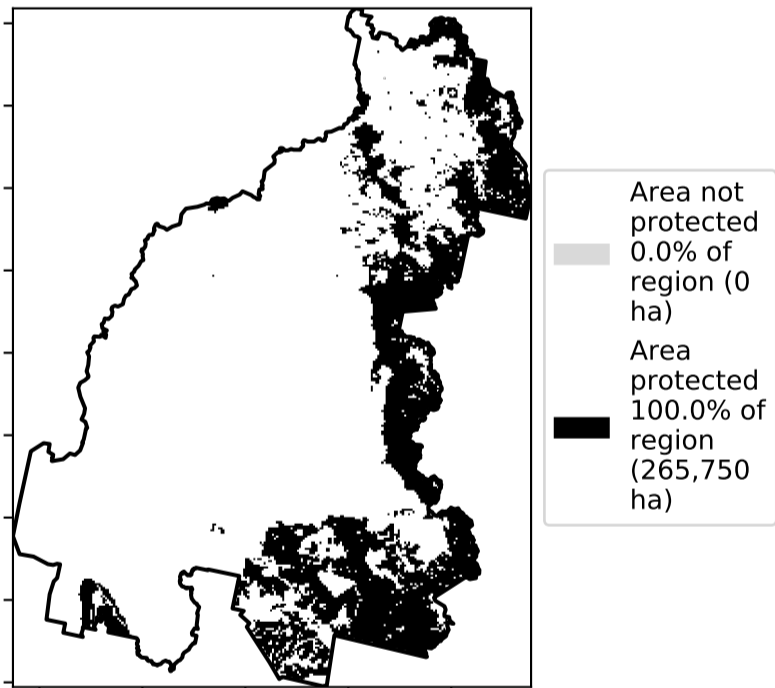 Area not
protected
0.0% of
region (0
ha)
Area
protected
100.0% of
region
(265,750
ha)